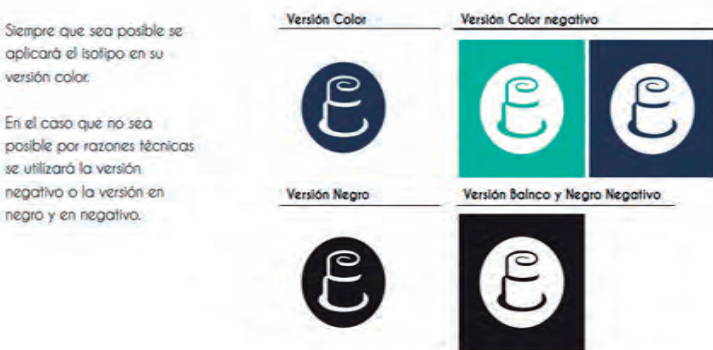 Siempre que sea posible se
aplicará el isotipo en su
versión color.
En el caso que no sea
posible por razones técnicas
se utilizará la versión
negativo o la versión en
negro y en negativo.
Versión Color
Versión Color negativo
Versión Negro
Versión Balnco y Negro Negativo